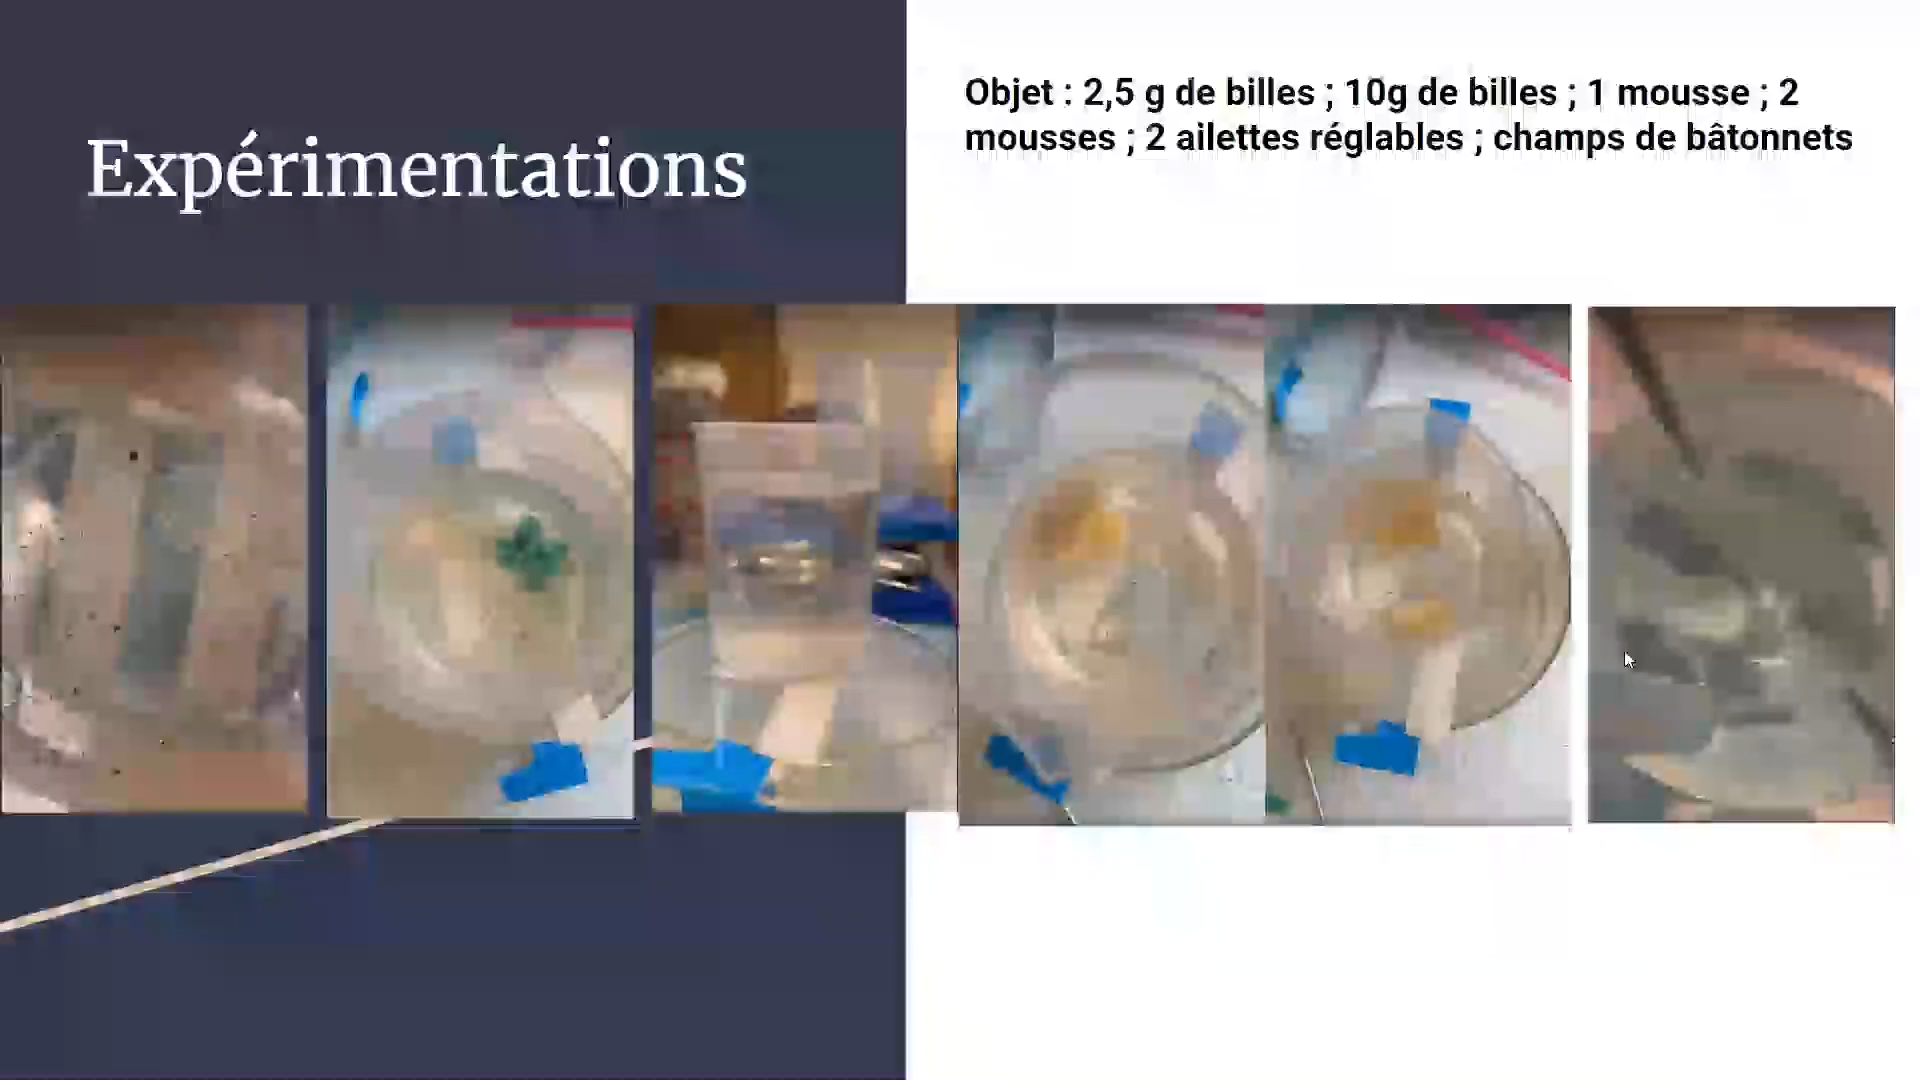 Expérimentations
Objet : 2,5 g de billes ; 10g de billes ; 1 mousse ; 2
mousses ; 2 ailettes réglables ; champs de bâtonnets